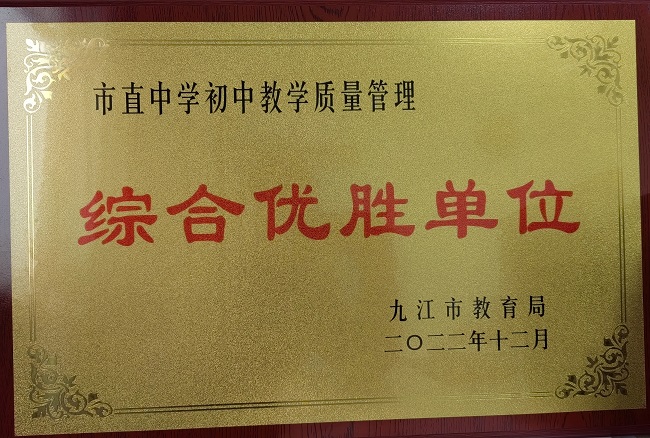 市直中学初中教学质量管理
综合优胜单位
九江市教育局
二〇二二年十二月